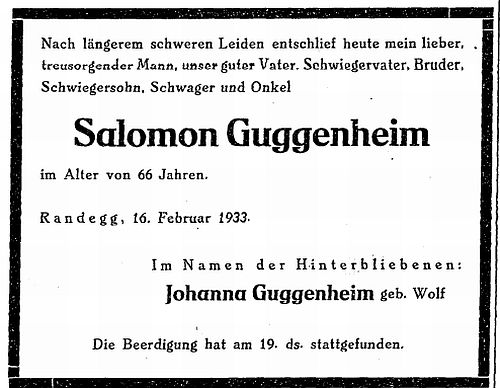 Nach längerem schweren Leiden entschlief heute mein lieber,
treusorgender Mann, unser guter Vater. Schwiegervater, Bruder,
Schwiegersohn, Schwager und Onkel
Salomon Guggenheim
im Alter von 66 Jahren.
Randegg, 16. Februar 1933.
Im Namen der Hinterbliebenen:
Johanna Guggenheim geb. Wolf
Die Beerdigung hat am 19. ds. stattgefunden.